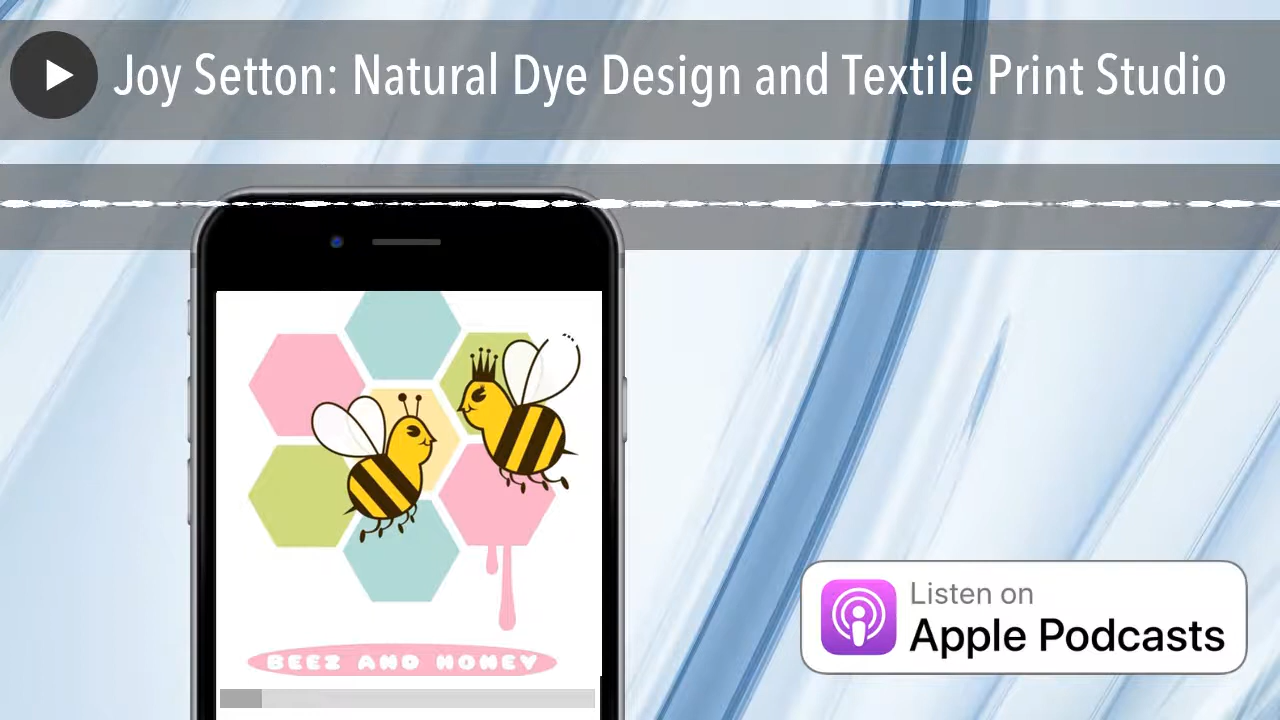 Joy Setton: Natural Dye Design and Textile Print Studio
BEEZ AND HONEY
Listen on
Apple Podcasts